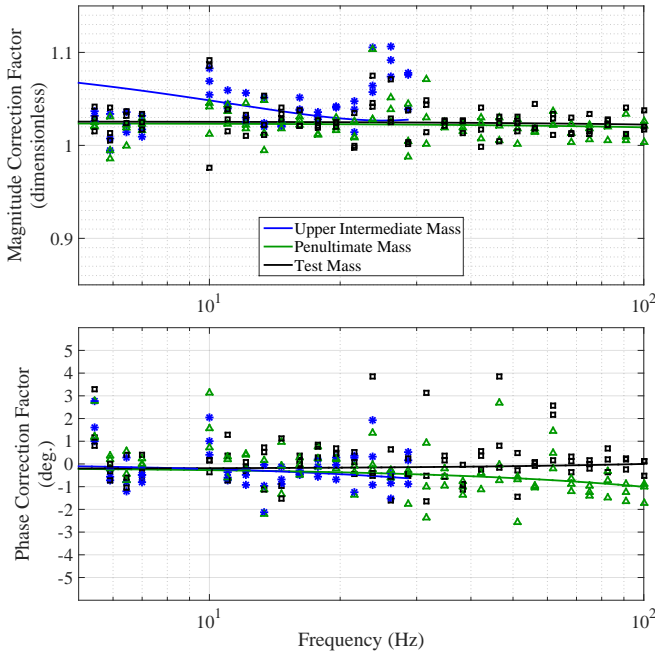 Magnitude Correction Factor
(dimensionless)
1.1
1
0.9
Upper Intermediate Mass
Penultimate Mass
Test Mass
10^1
10^2
Phase Correction Factor
(deg.)
5
4
3
2
1
0
-1
-2
-3
-4
-5
10^1
10^2
Frequency (Hz)